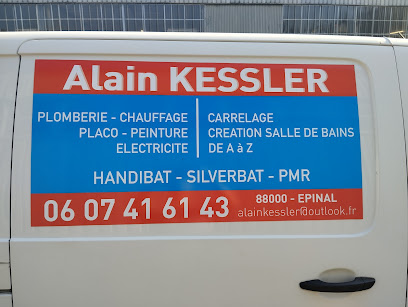 Alain KESSLER
PLOMBERIE - CHAUFFAGE
PLACO - PEINTURE
ELECTRICITE
CARRELAGE
CREATION SALLE DE BAINS
DE A à Z
HANDIBAT - SILVERBAT - PMR
06 07 41 61 43
88000 - EPINAL
alainkessler@outlook.fr